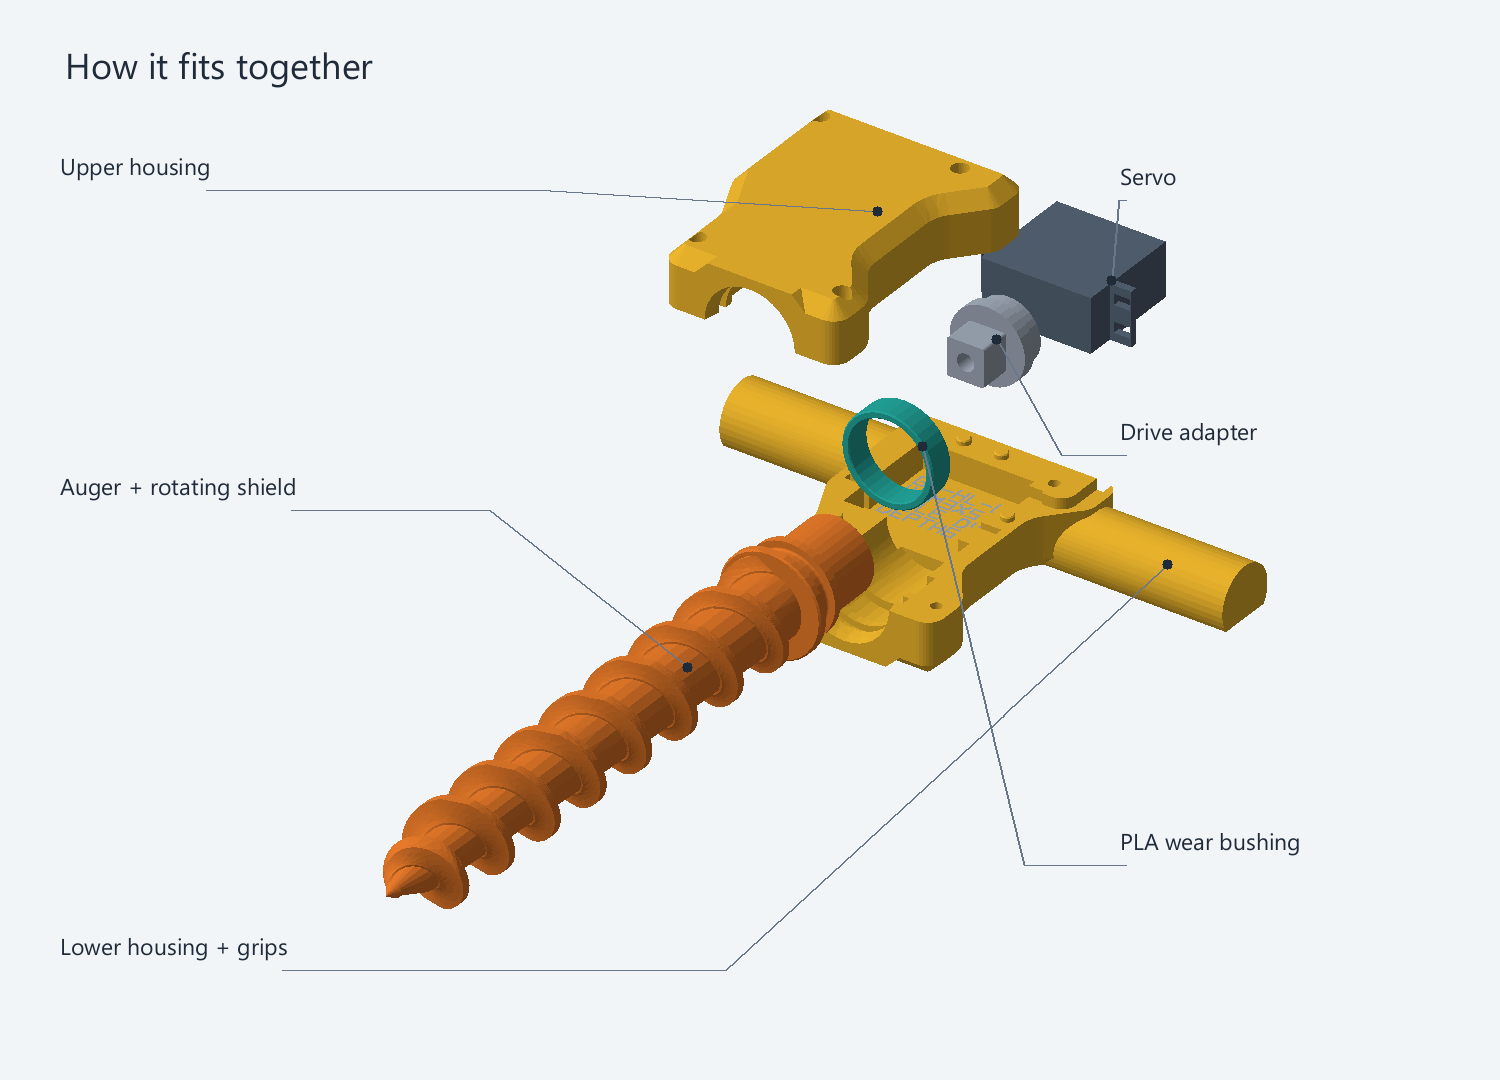 How it fits together
Upper housing
Servo
Drive adapter
Auger + rotating shield
PLA wear bushing
Lower housing + grips